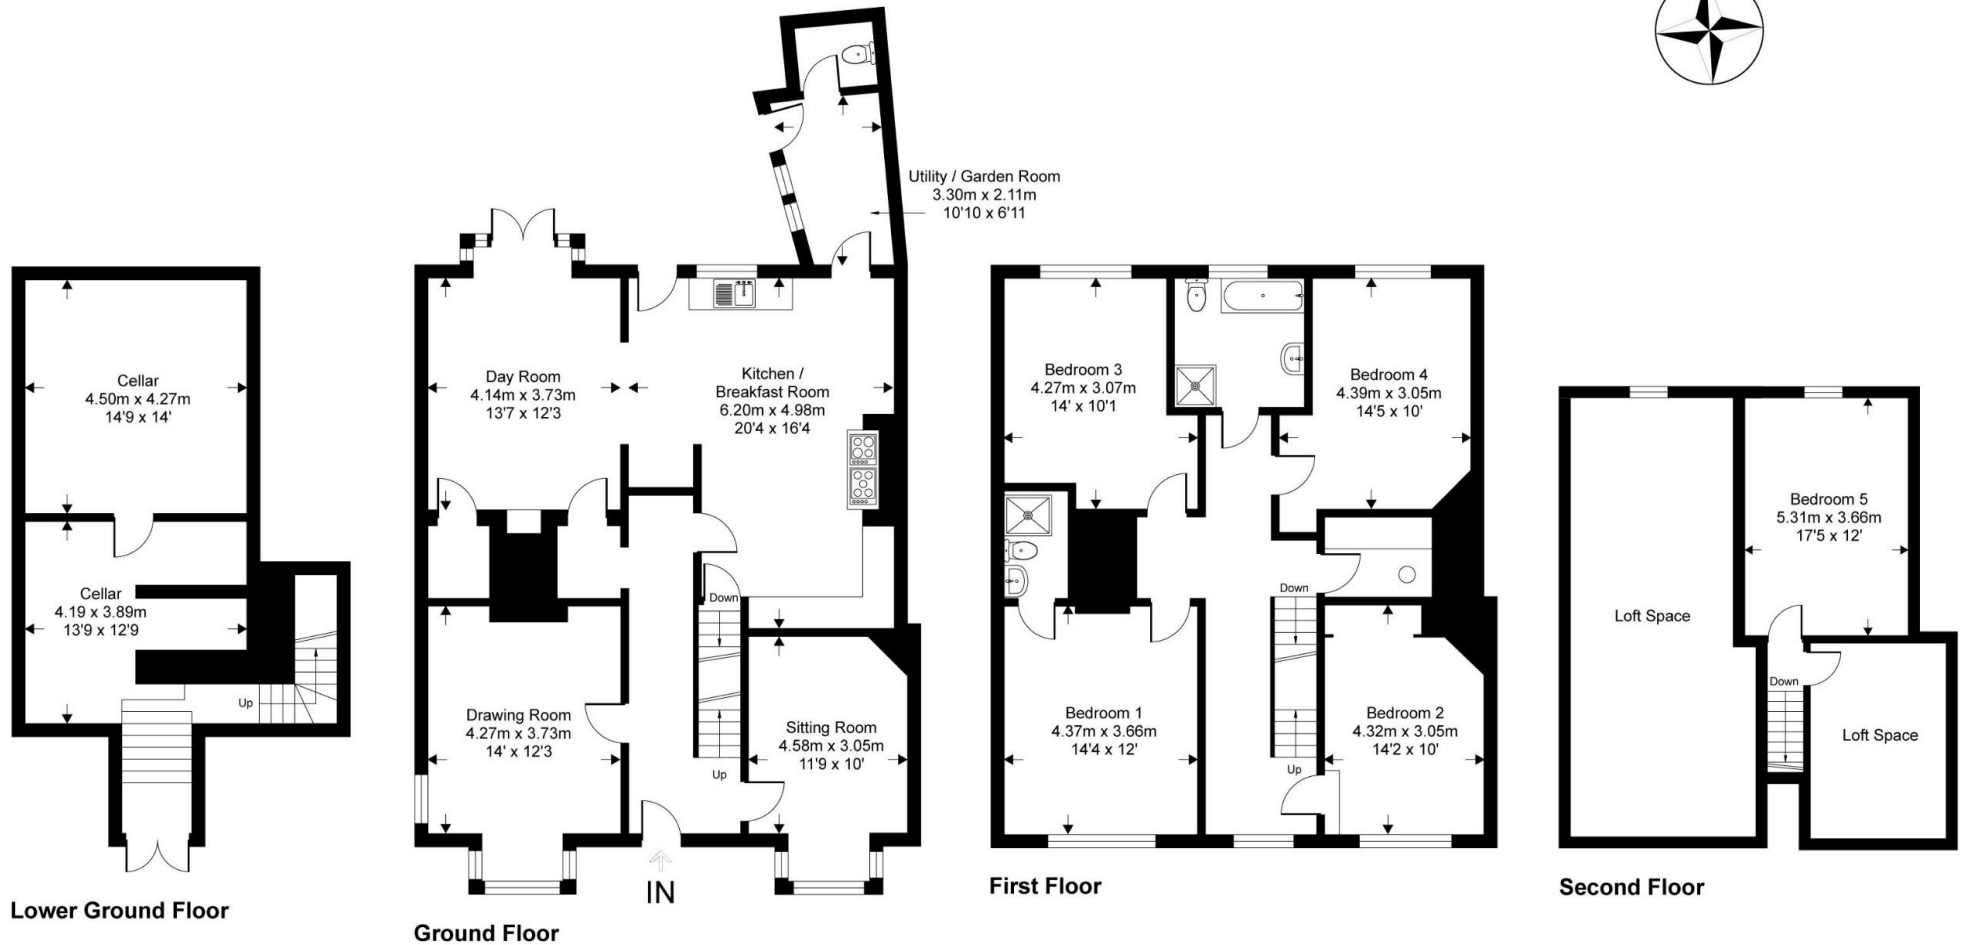 Cellar
4.50m x 4.27m
14'9 x 14'
Cellar
4.19 x 3.89m
13'9 x 12'9
Up
Lower Ground Floor
Utility / Garden Room
3.30m x 2.11m
10'10 x 6'11
Day Room
4.14m x 3.73m
13'7 x 12'3
Kitchen /
Breakfast Room
6.20m x 4.98m
20'4 x 16'4
Down
Drawing Room
4.27m x 3.73m
14' x 12'3
Sitting Room
4.58m x 3.05m
11'9 x 10'
Up
IN
Ground Floor
Bedroom 3
4.27m x 3.07m
14' x 10'1
Bedroom 4
4.39m x 3.05m
14'5 x 10'
Down
Bedroom 1
4.37m x 3.66m
14'4 x 12'
Bedroom 2
4.32m x 3.05m
14'2 x 10'
Up
First Floor
Bedroom 5
5.31m x 3.66m
17'5 x 12'
Loft Space
Down
Loft Space
Second Floor